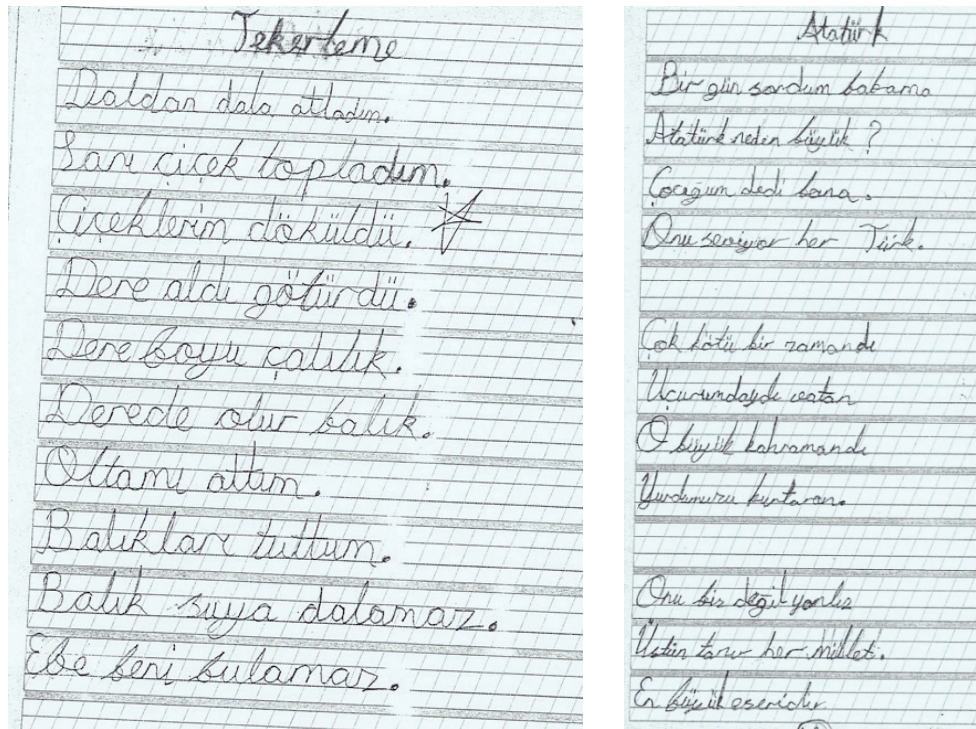 Tekerleme
Daldan dala atladım.
Sarı çiçek topladım.
Çiçeklerim döküldü.
Dere aldı götürdü.
Dere boyu çalılık.
Derede olur balık.
Oltamı attım.
Balıkları tuttum.
Balık suya dalamaz.
Ebe beni bulamaz.
Atatürk
Bir gün sordum babama
Atatürk neden büyük?
Çocuğum dedi bana.
Onu seviyor her Türk.
Çok kötü bir zamandı
Uçurumdaydı vatan
O büyük kahramandı
Yurdumuzu kurtaran.
Onu biz değil yanlız
Üstün tanır her millet.
En büyük eseridir